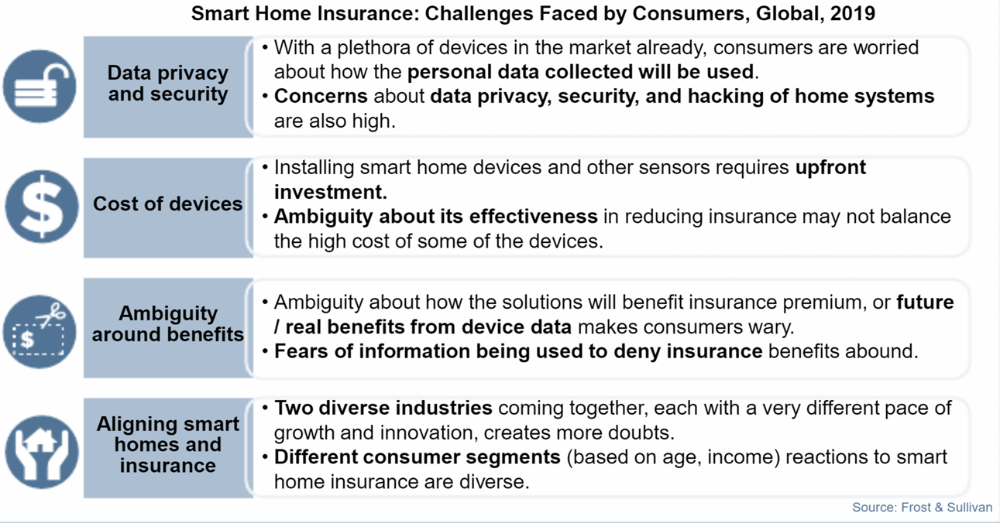 Smart Home Insurance: Challenges Faced by Consumers, Global, 2019
Data privacy
and security
• With a plethora of devices in the market already, consumers are worried
about how the personal data collected will be used.
• Concerns about data privacy, security, and hacking of home systems
are also high.
$
Cost of devices
• Installing smart home devices and other sensors requires upfront
investment.
• Ambiguity about its effectiveness in reducing insurance may not balance
the high cost of some of the devices.
$
Ambiguity
around benefits
• Ambiguity about how the solutions will benefit insurance premium, or future
/ real benefits from device data makes consumers wary.
• Fears of information being used to deny insurance benefits abound.
Aligning smart
homes and
insurance
• Two diverse industries coming together, each with a very different pace of
growth and innovation, creates more doubts.
• Different consumer segments (based on age, income) reactions to smart
home insurance are diverse.
Source: Frost & Sullivan